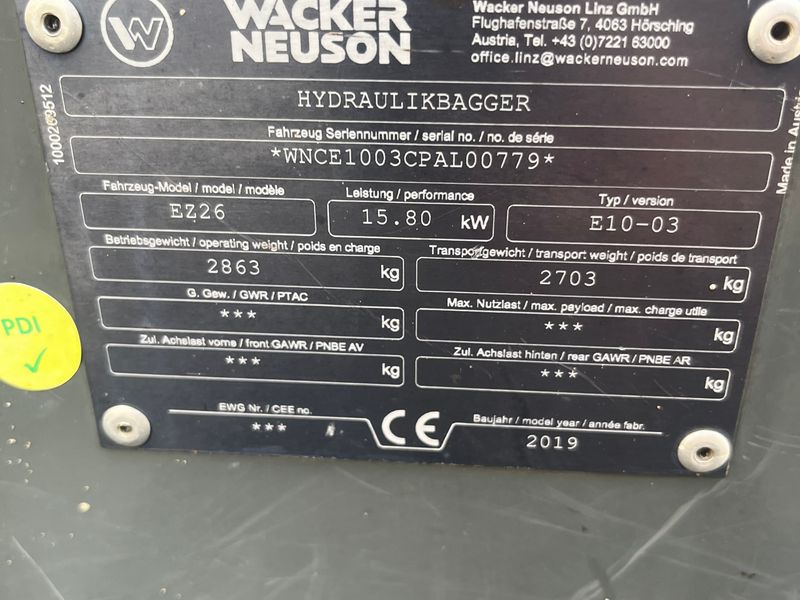 W
WACKER
NEUSON
Wacker Neuson Linz GmbH
Flughafenstraße 7, 4063 Hörsching
Austria, Tel. +43 (0)7221 63000
office.linz@wackerneuson.com
HYDRAULIKBAGGER
Fahrzeug Seriennummer / serial no. / no. de série
*WNCE1003CPAL00779*
Fahrzeug-Model / model / modèle
EZ26
Leistung / performance
15.80 kW
Typ / version
E10-03
Betriebsgewicht / operating weight / poids en charge
2863 kg
Transportgewicht / transport weight / poids de transport
2703 kg
G. Gew. / GWR / PTAC
*** kg
Max. Nutzlast / max. payload / max. charge utile
*** kg
Zul. Achslast vorne / front GAWR / PNBE AV
*** kg
Zul. Achslast hinten / rear GAWR / PNBE AR
*** kg
EWG Nr. / CEE no.
***
CE
Baujahr / model year / année fabr.
2019
Made in
PDI